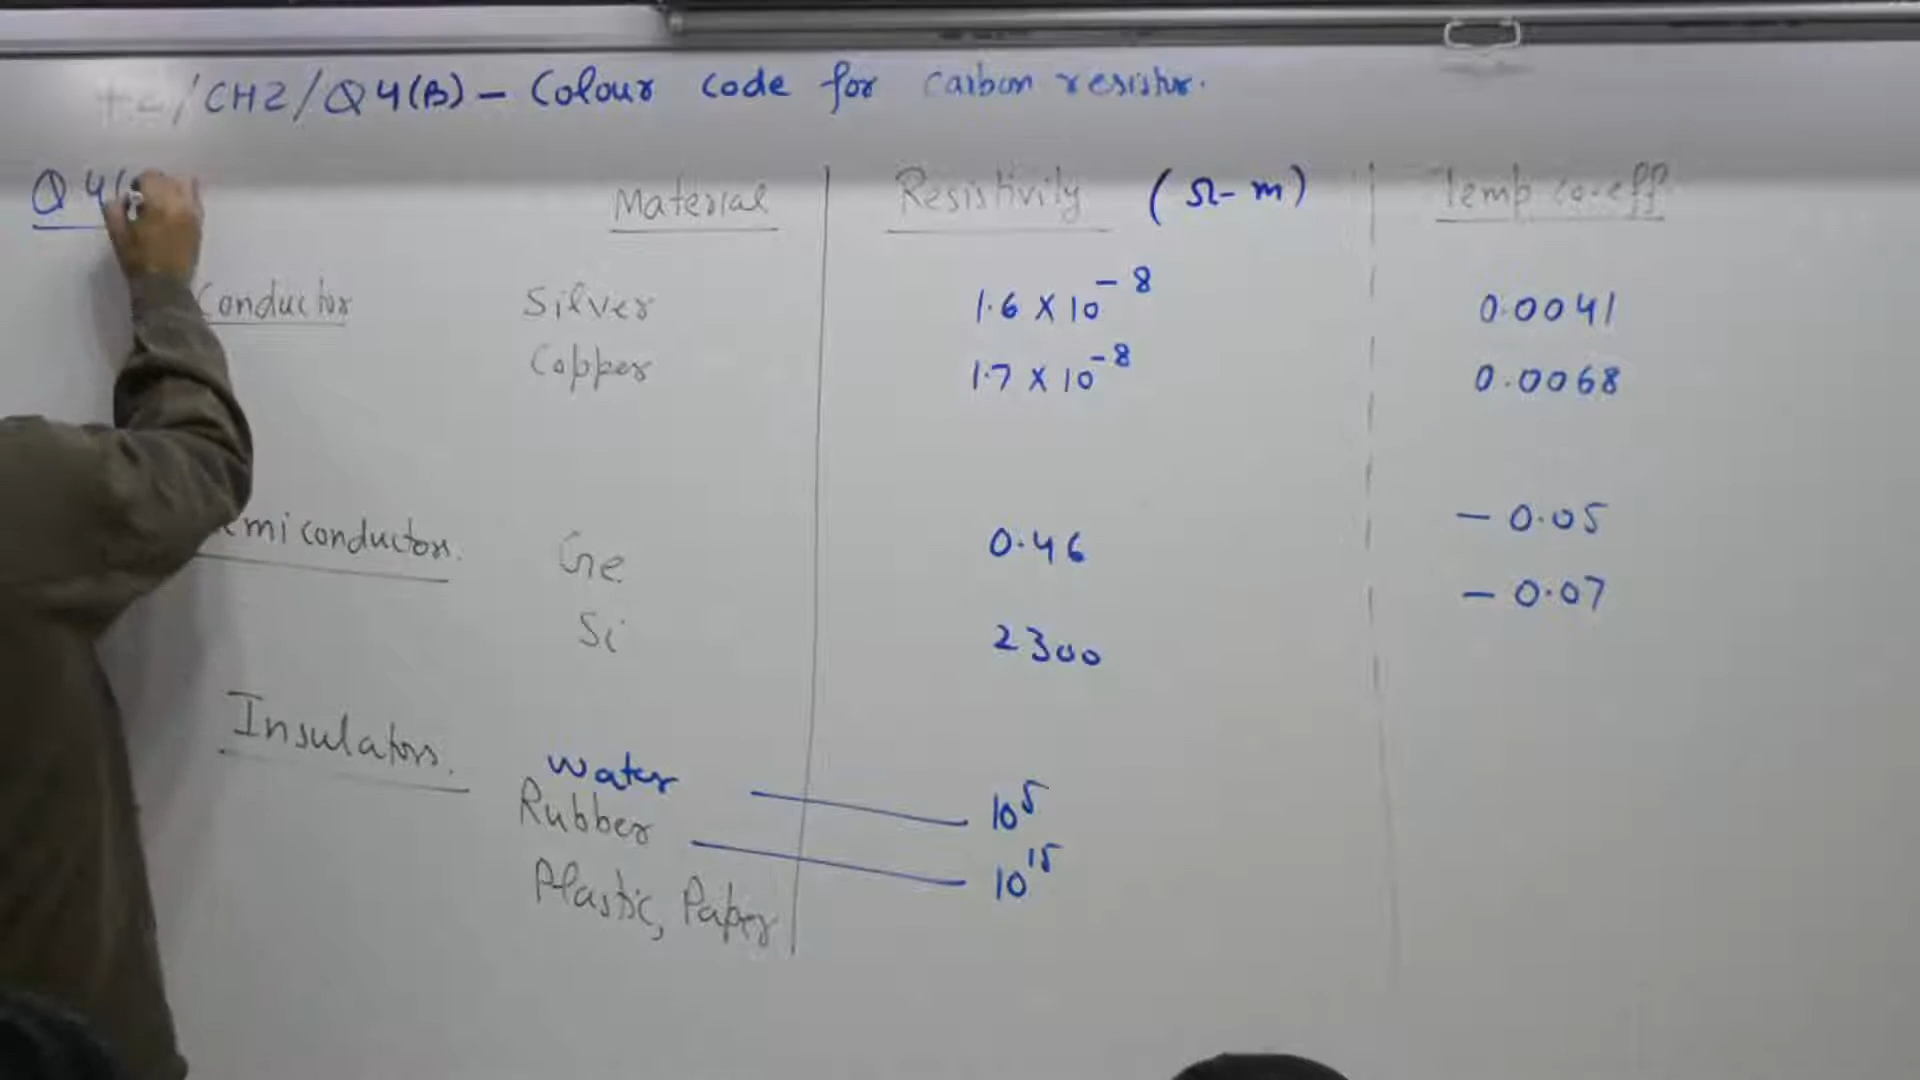 /CH2/Q4(B) - Colour code for carbon resistor.
Q 4(
Material Resistivity (Ω-m) Temp co-eff
Conductor Silver 1.6 X 10⁻⁸ 0.0041
Copper 1.7 X 10⁻⁸ 0.0068
emiconductors. Ge 0.46 - 0.05
Si 2300 - 0.07
Insulators.
water 10⁵
Rubber 10¹⁵
Plastic, Paper